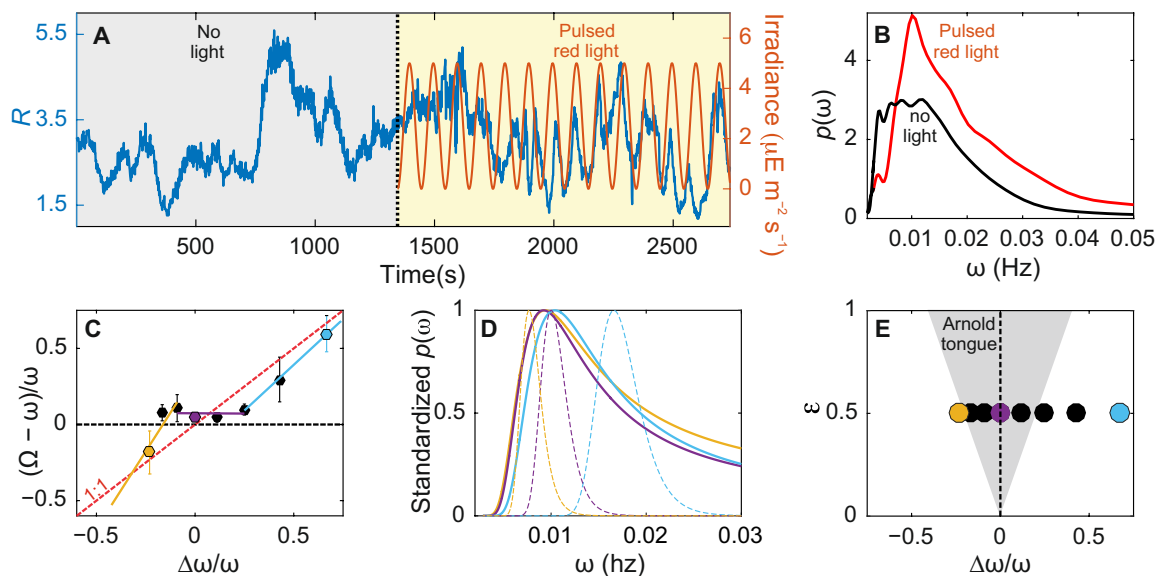 A
No
light
Pulsed
red light
5.5
3.5
1.5
R
6
4
2
0
Irradiance (μE m⁻² s⁻¹)
500
1000
1500
2000
2500
Time(s)
B
Pulsed
red light
no
light
4
2
0
p(ω)
0.01
0.02
0.03
0.04
0.05
ω (Hz)
C
0.5
0
−0.5
(Ω − ω)/ω
1:1
−0.5
0
0.5
Δω/ω
D
1
0.5
0
Standardized p(ω)
0.01
0.02
0.03
ω (hz)
E
Arnold
tongue
1
0.5
0
ε
−0.5
0
0.5
Δω/ω